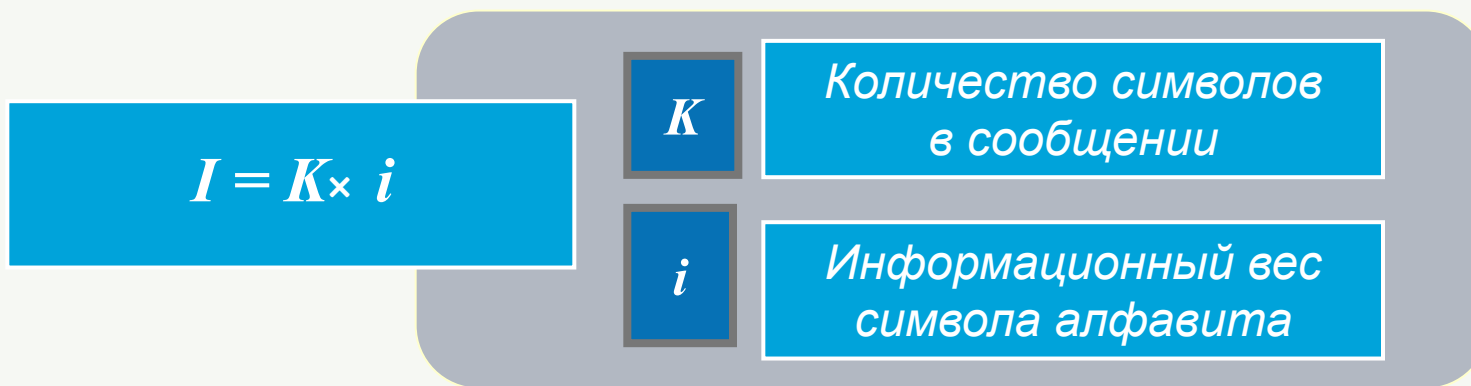 I = K× i
K
Количество символов
в сообщении
i
Информационный вес
символа алфавита